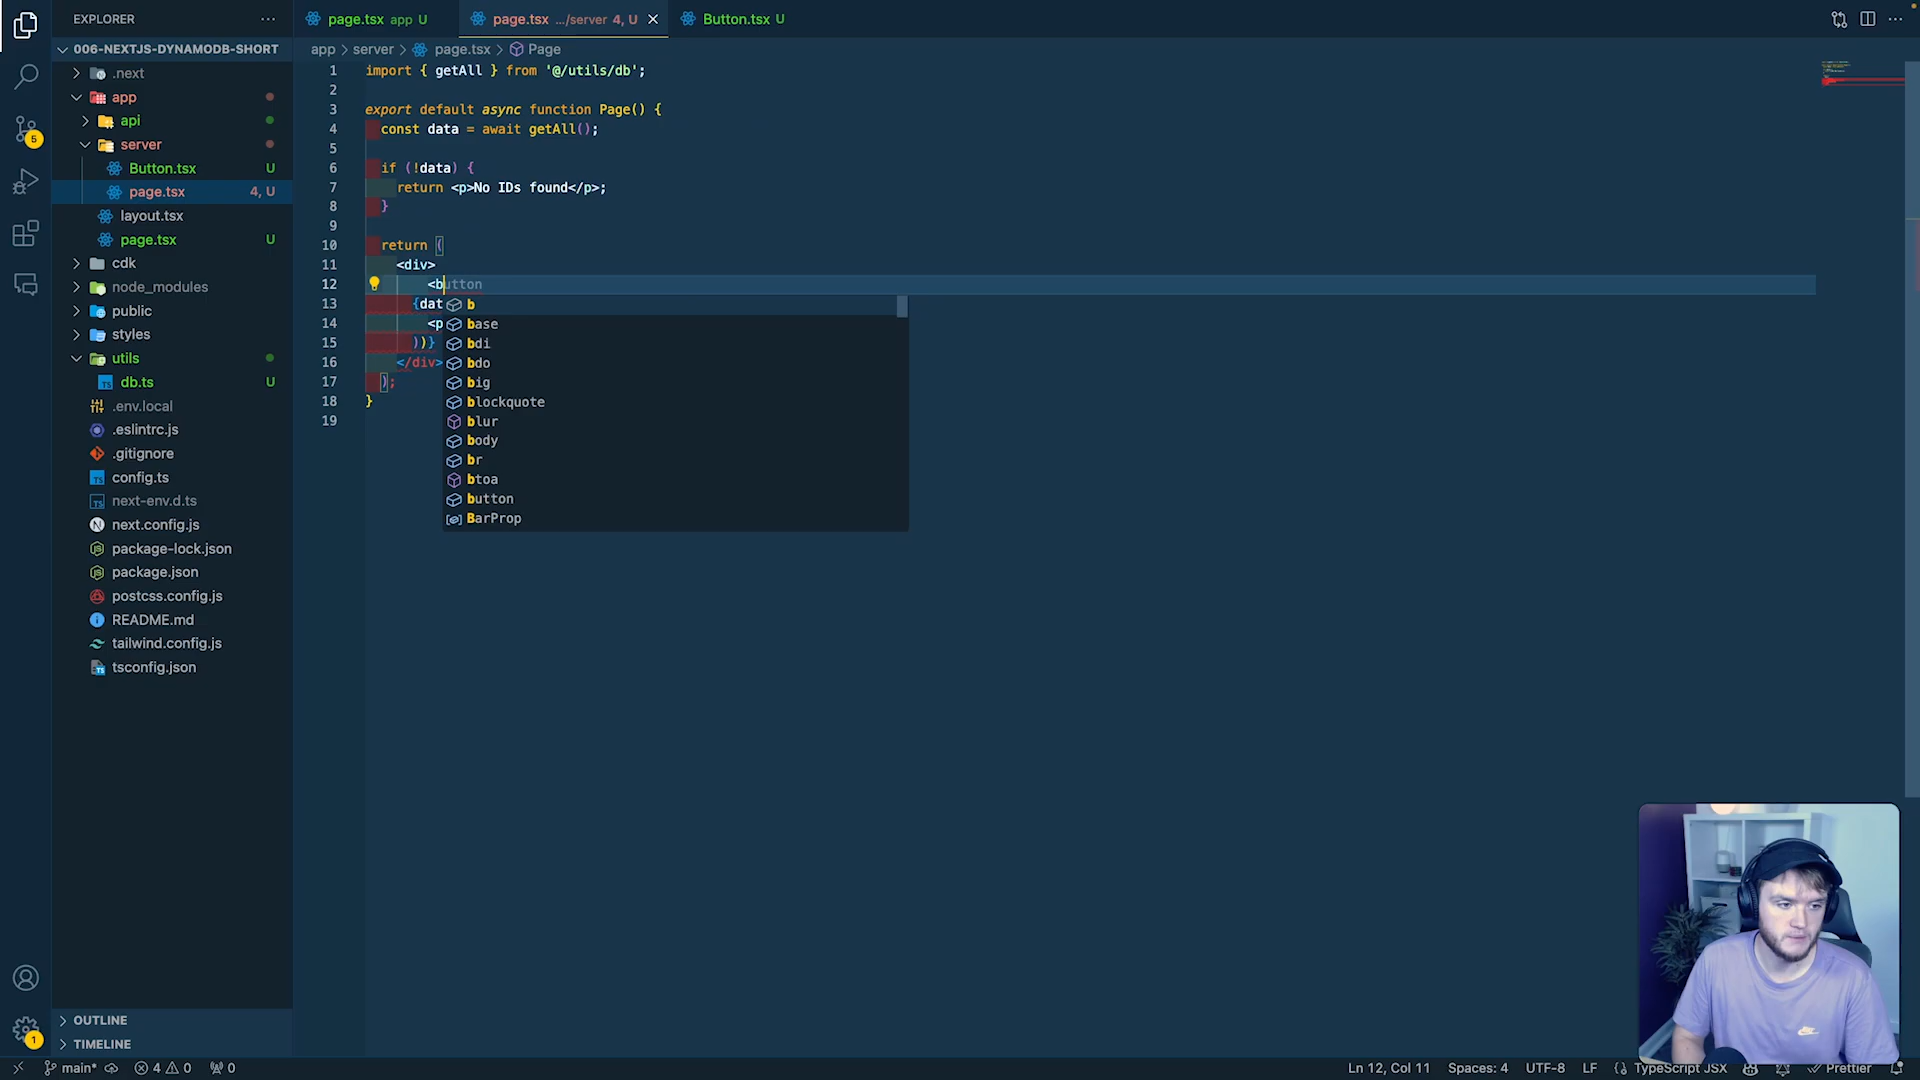 EXPLORER
006-NEXTJS-DYNAMODB-SHORT
.next
app
api
server
Button.tsx U
page.tsx 4, U
layout.tsx
page.tsx U
cdk
node_modules
public
styles
utils
db.ts U
.env.local
.eslintrc.js
.gitignore
config.ts
next-env.d.ts
next.config.js
package-lock.json
package.json
postcss.config.js
README.md
tailwind.config.js
tsconfig.json
OUTLINE
TIMELINE
5
1
page.tsx app U
page.tsx .../server 4, U
Button.tsx U
app > server > page.tsx > Page
1 import { getAll } from '@/utils/db';
2
3 export default async function Page() {
4 const data = await getAll();
5
6 if (!data) {
7 return <p>No IDs found</p>;
8 }
9
10 return (
11 <div>
12 <button
13 {dat
14 <p
15 ))}
16 </div>
17 );
18 }
19
b
base
bdi
bdo
big
blockquote
blur
body
br
btoa
button
BarProp
main* 4 0 0
Ln 12, Col 11 Spaces: 4 UTF-8 LF TypeScript JSX Prettier